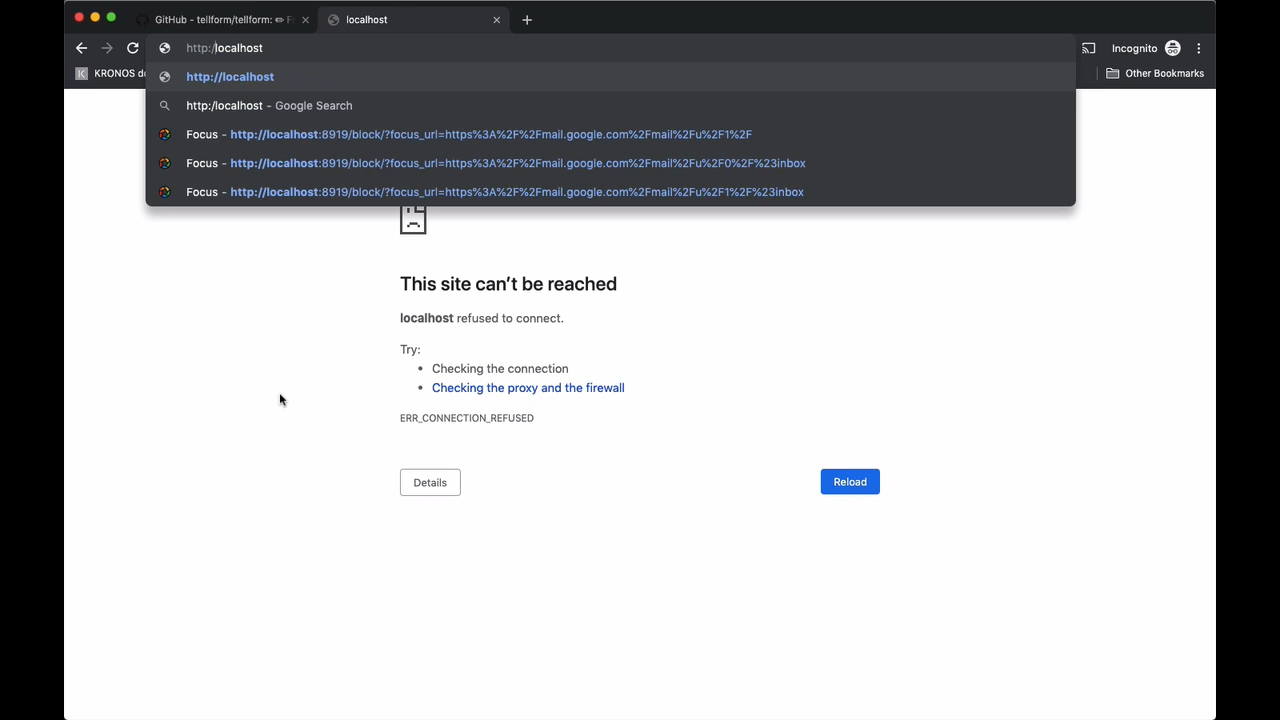 GitHub - tellform/tellform: ✏️ Fr
localhost
http:/localhost
Incognito
KRONOS do
Other Bookmarks
http://localhost
http:/localhost - Google Search
Focus - http://localhost:8919/block/?focus_url=https%3A%2F%2Fmail.google.com%2Fmail%2Fu%2F1%2F
Focus - http://localhost:8919/block/?focus_url=https%3A%2F%2Fmail.google.com%2Fmail%2Fu%2F0%2F%23inbox
Focus - http://localhost:8919/block/?focus_url=https%3A%2F%2Fmail.google.com%2Fmail%2Fu%2F1%2F%23inbox
This site can't be reached
localhost refused to connect.
Try:
• Checking the connection
• Checking the proxy and the firewall
ERR_CONNECTION_REFUSED
Details
Reload